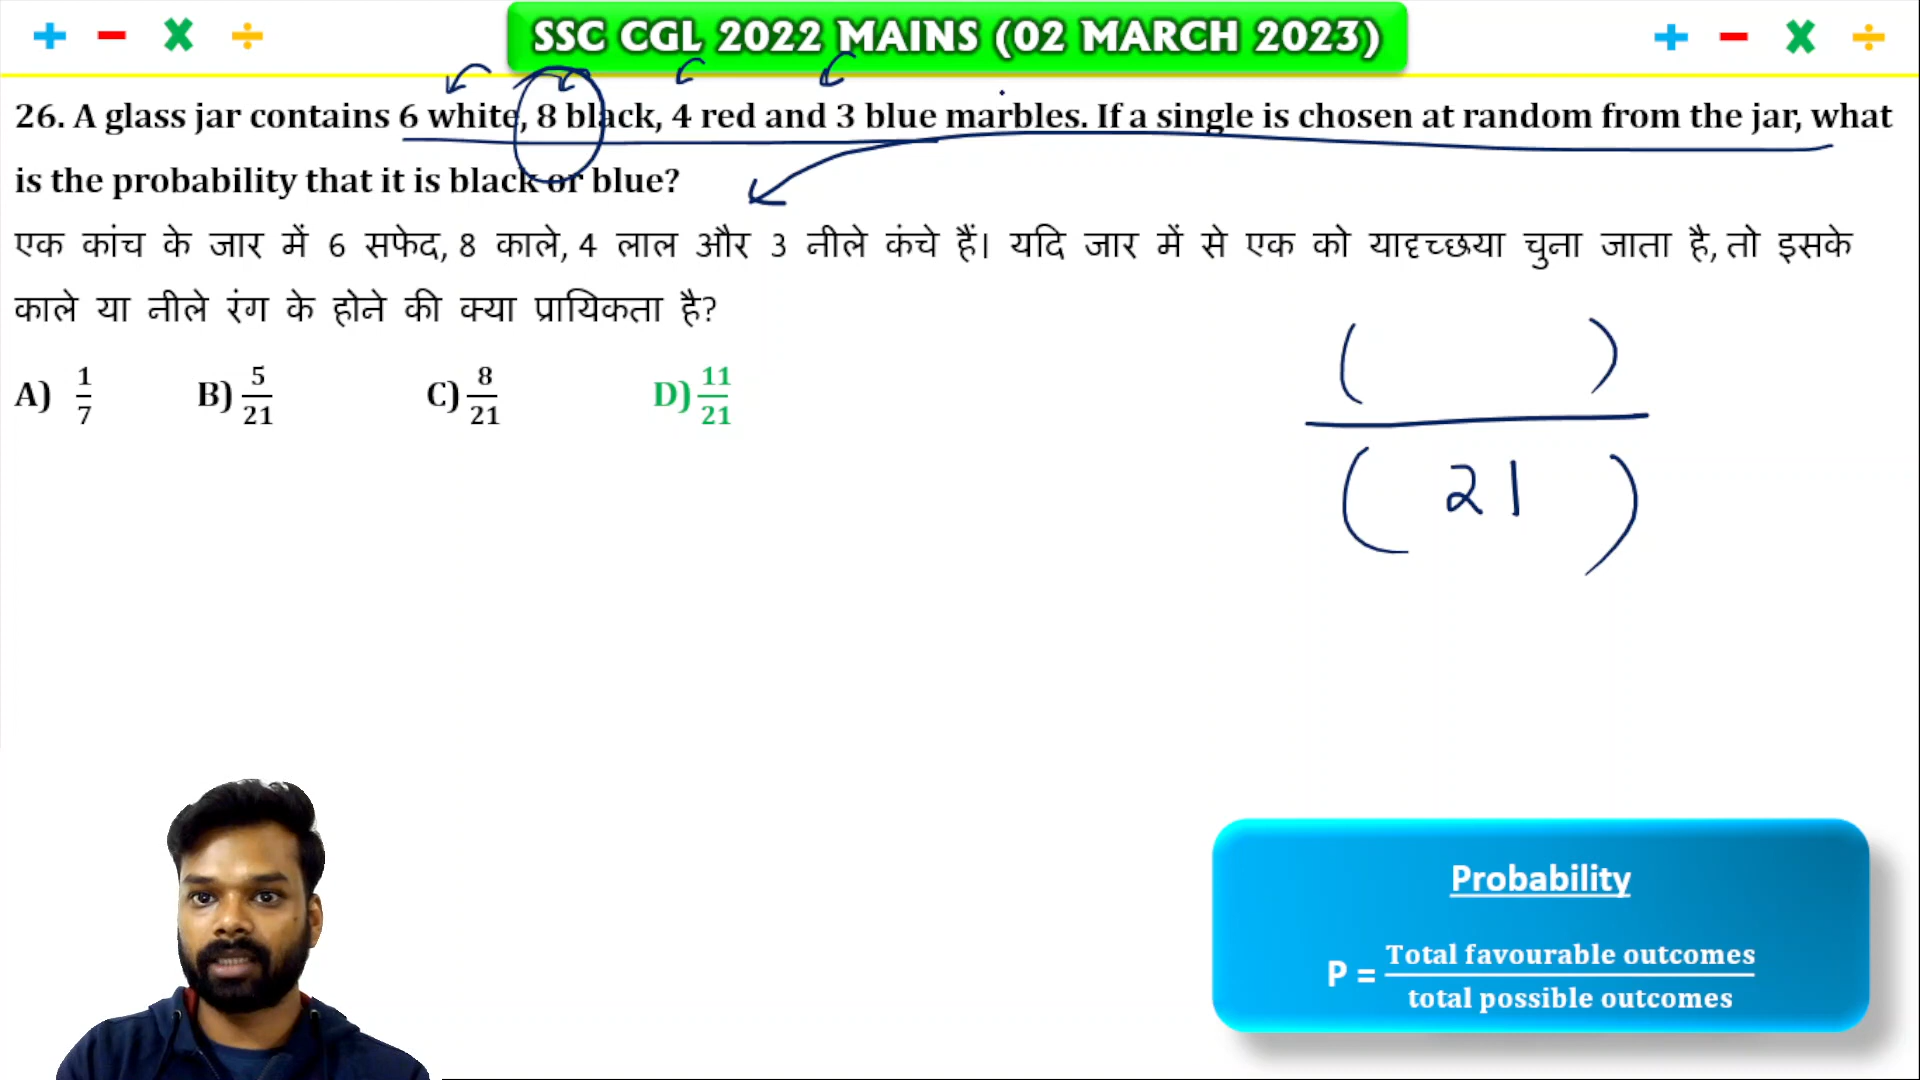 + - × ÷ SSC CGL 2022 MAINS (02 MARCH 2023) + - × ÷
26. A glass jar contains 6 white, 8 black, 4 red and 3 blue marbles. If a single is chosen at random from the jar, what
is the probability that it is black or blue?
एक कांच के जार में 6 सफेद, 8 काले, 4 लाल और 3 नीले कंचे हैं। यदि जार में से एक को यादृच्छया चुना जाता है, तो इसके
काले या नीले रंग के होने की क्या प्रायिकता है?
A) 1/7 B) 5/21 C) 8/21 D) 11/21
( )
( 21 )
Probability
P = Total favourable outcomes
total possible outcomes